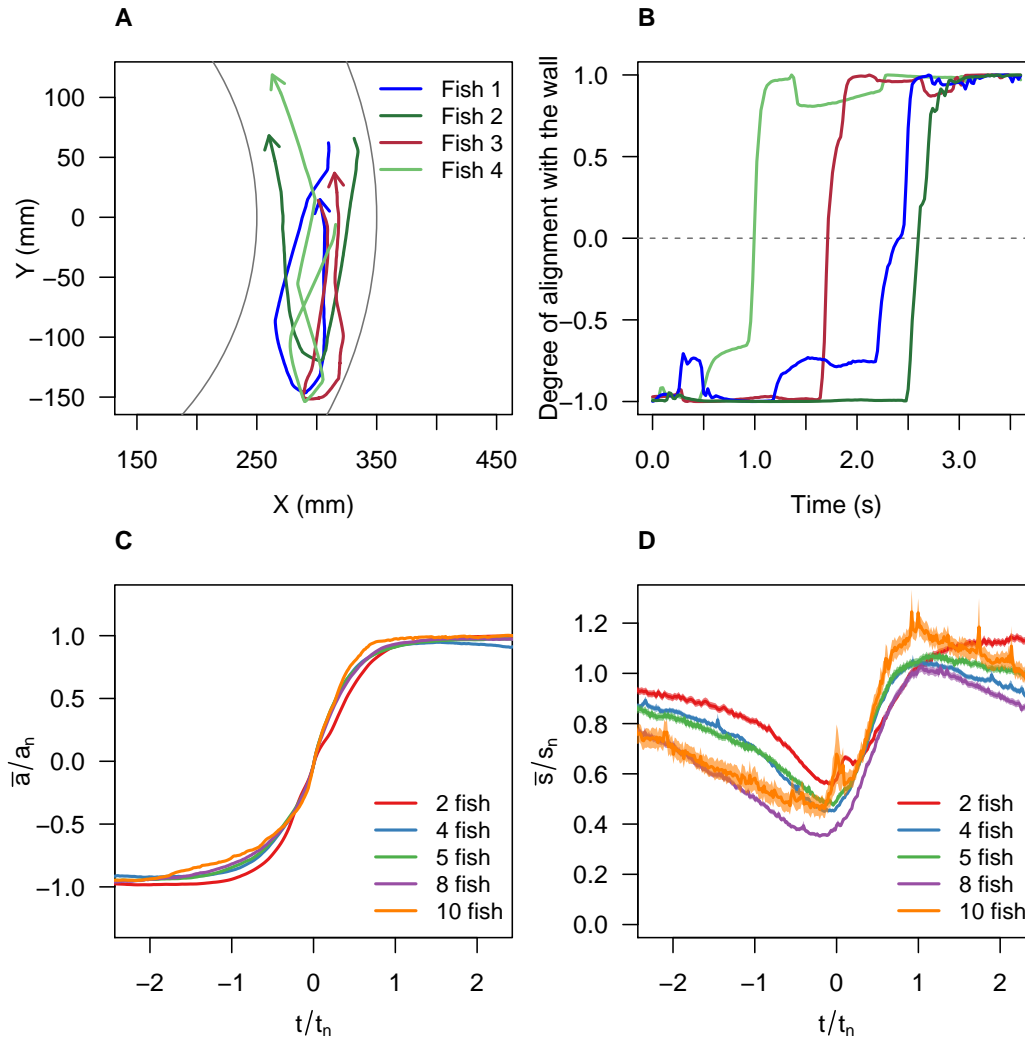 A
Y (mm)
100
50
0
−50
−100
−150
Fish 1
Fish 2
Fish 3
Fish 4
150
250
350
450
X (mm)
B
Degree of alignment with the wall
1.0
0.0
−0.5
−1.0
0.0
1.0
2.0
3.0
Time (s)
C
a̅/aₙ
1.0
0.5
0.0
−0.5
−1.0
2 fish
4 fish
5 fish
8 fish
10 fish
−2
−1
0
1
2
t/tₙ
D
s̅/sₙ
1.2
1.0
0.8
0.6
0.4
0.2
0.0
2 fish
4 fish
5 fish
8 fish
10 fish
−2
−1
0
1
2
t/tₙ